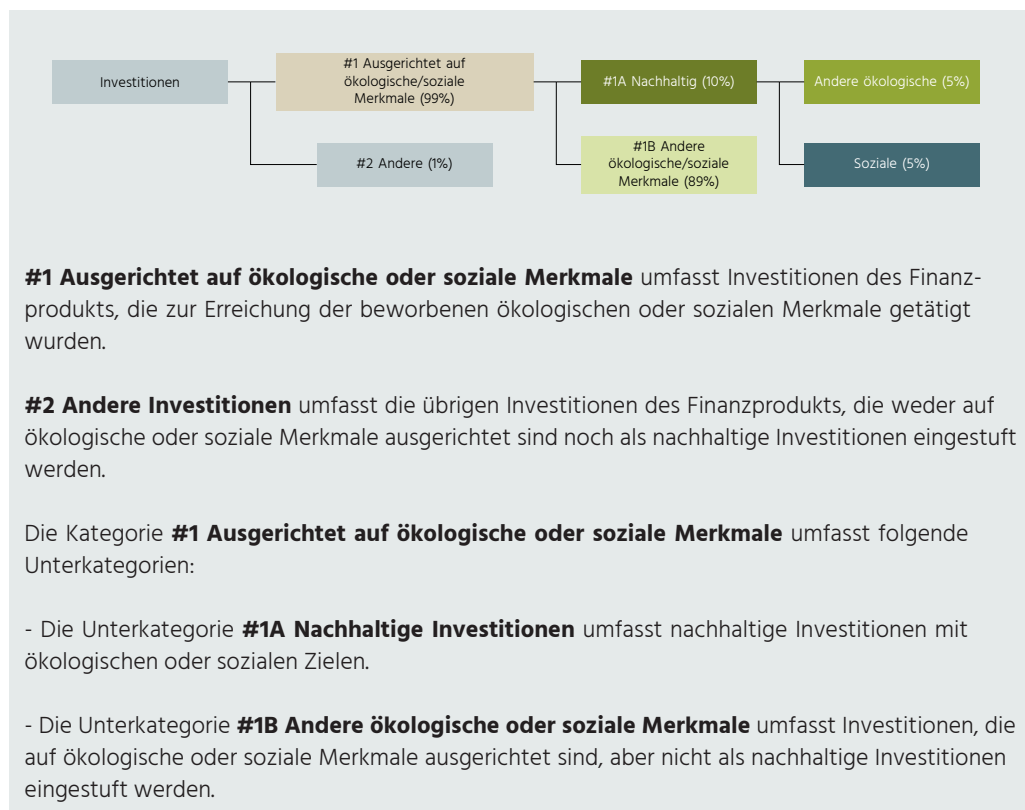 Investitionen
#1 Ausgerichtet auf
ökologische/soziale
Merkmale (99%)
#1A Nachhaltig (10%)
Andere ökologische (5%)
#2 Andere (1%)
#1B Andere
ökologische/soziale
Merkmale (89%)
Soziale (5%)
#1 Ausgerichtet auf ökologische oder soziale Merkmale umfasst Investitionen des Finanz-
produkts, die zur Erreichung der beworbenen ökologischen oder sozialen Merkmale getätigt
wurden.
#2 Andere Investitionen umfasst die übrigen Investitionen des Finanzprodukts, die weder auf
ökologische oder soziale Merkmale ausgerichtet sind noch als nachhaltige Investitionen eingestuft
werden.
Die Kategorie #1 Ausgerichtet auf ökologische oder soziale Merkmale umfasst folgende
Unterkategorien:
- Die Unterkategorie #1A Nachhaltige Investitionen umfasst nachhaltige Investitionen mit
ökologischen oder sozialen Zielen.
- Die Unterkategorie #1B Andere ökologische oder soziale Merkmale umfasst Investitionen, die
auf ökologische oder soziale Merkmale ausgerichtet sind, aber nicht als nachhaltige Investitionen
eingestuft werden.